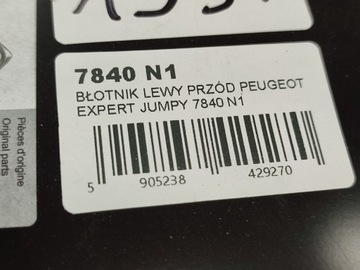 7840 N1
BŁOTNIK LEWY PRZÓD PEUGEOT
EXPERT JUMPY 7840 N1
5 905238 429270
Pièces d'origine
Original parts